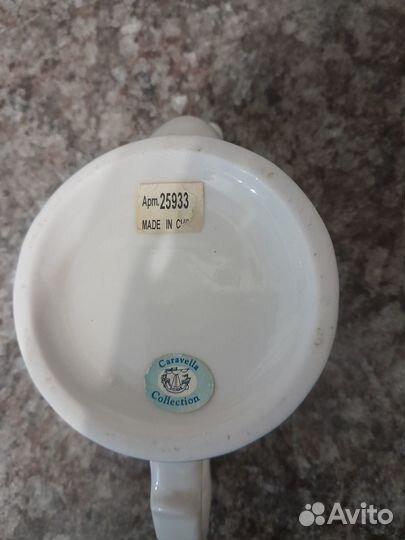 Арт. 25933
MADE IN
Caravella
Collection
Avito